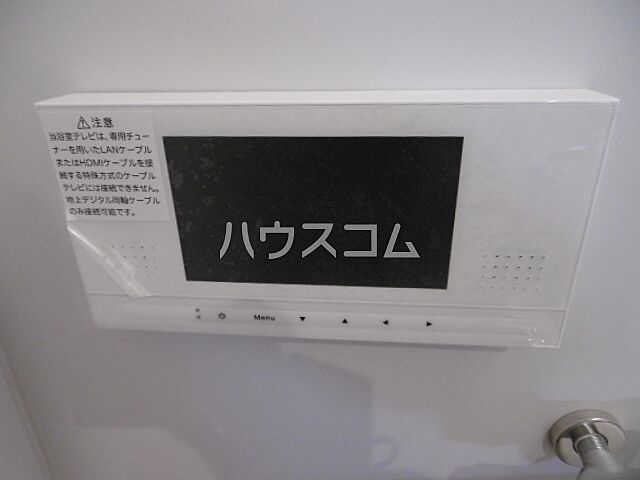 ⚠注意
当浴室テレビは、専用チュー
ナーを用いたLANケーブル
またはHDMIケーブルを接
続する特殊方式のケーブル
テレビには接続できません。
地上デジタル同軸ケーブル
のみ接続可能です。
ハウスコム
Menu ▼ ▲ ◀ ▶